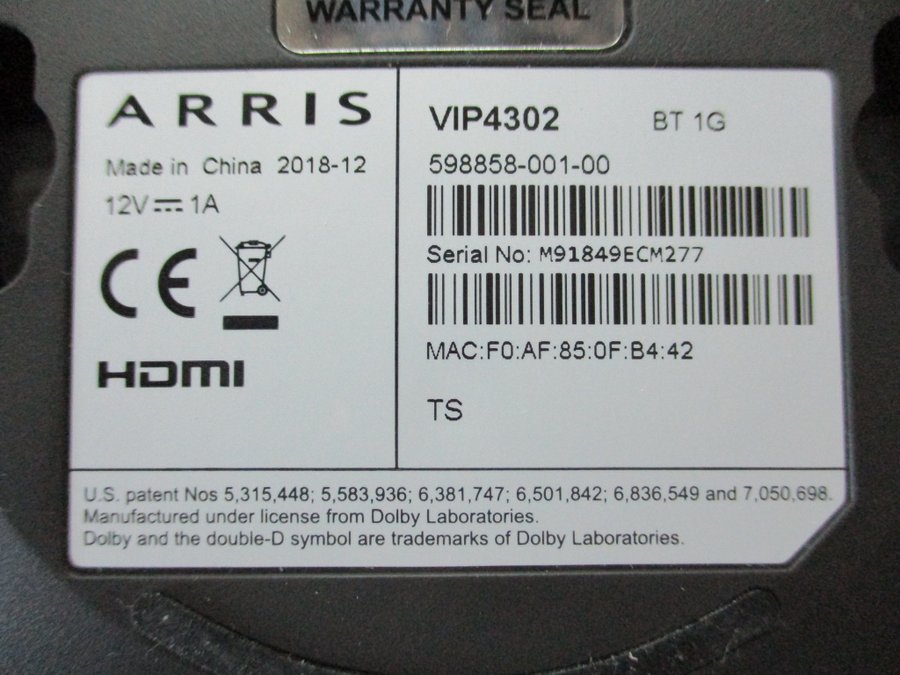 WARRANTY SEAL
ARRIS
Made in China 2018-12
12V ⎓ 1A
CE
HDMI
VIP4302 BT 1G
598858-001-00
Serial No: M91849ECM277
MAC:F0:AF:85:0F:B4:42
TS
U.S. patent Nos 5,315,448; 5,583,936; 6,381,747; 6,501,842; 6,836,549 and 7,050,698.
Manufactured under license from Dolby Laboratories.
Dolby and the double-D symbol are trademarks of Dolby Laboratories.